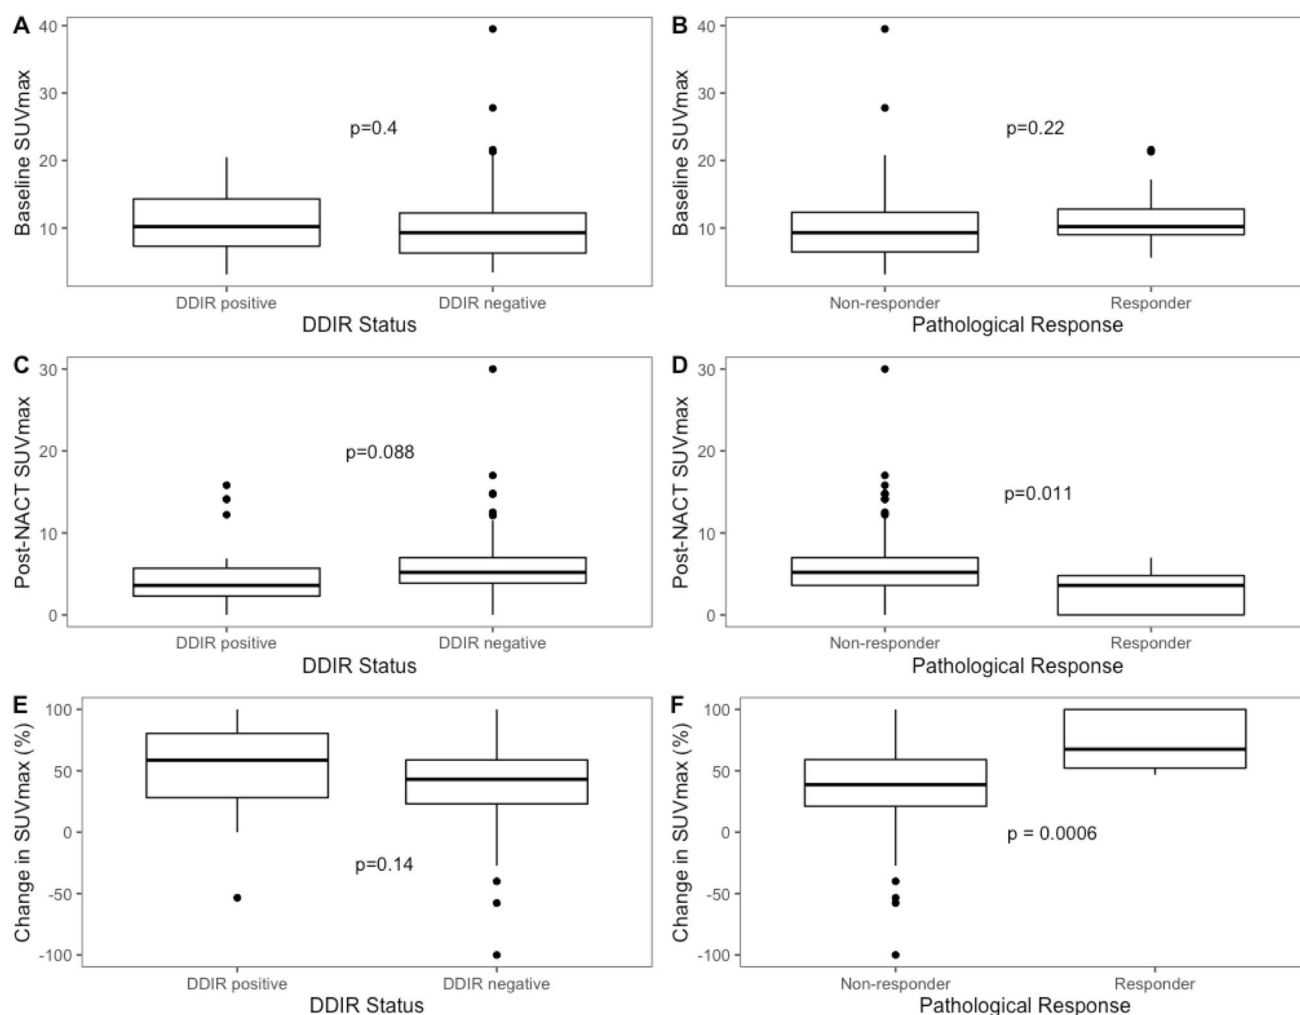 A
Baseline SUVmax
40
30
20
10
p=0.4
DDIR positive
DDIR negative
DDIR Status
B
Baseline SUVmax
40
30
20
10
p=0.22
Non-responder
Responder
Pathological Response
C
Post-NACT SUVmax
30
20
10
0
p=0.088
DDIR positive
DDIR negative
DDIR Status
D
Post-NACT SUVmax
30
20
10
0
p=0.011
Non-responder
Responder
Pathological Response
E
Change in SUVmax (%)
100
50
0
-50
-100
p=0.14
DDIR positive
DDIR negative
DDIR Status
F
Change in SUVmax (%)
100
50
0
-50
-100
p = 0.0006
Non-responder
Responder
Pathological Response